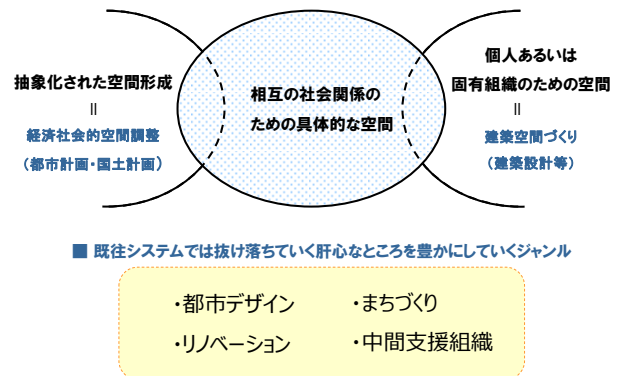 抽象化された空間形成
＝
経済社会的空間調整
（都市計画・国土計画）
相互の社会関係の
ための具体的な空間
個人あるいは
固有組織のための空間
＝
建築空間づくり
（建築設計等）
■ 既往システムでは抜け落ちていく肝心なところを豊かにしていくジャンル
・都市デザイン
・まちづくり
・リノベーション
・中間支援組織